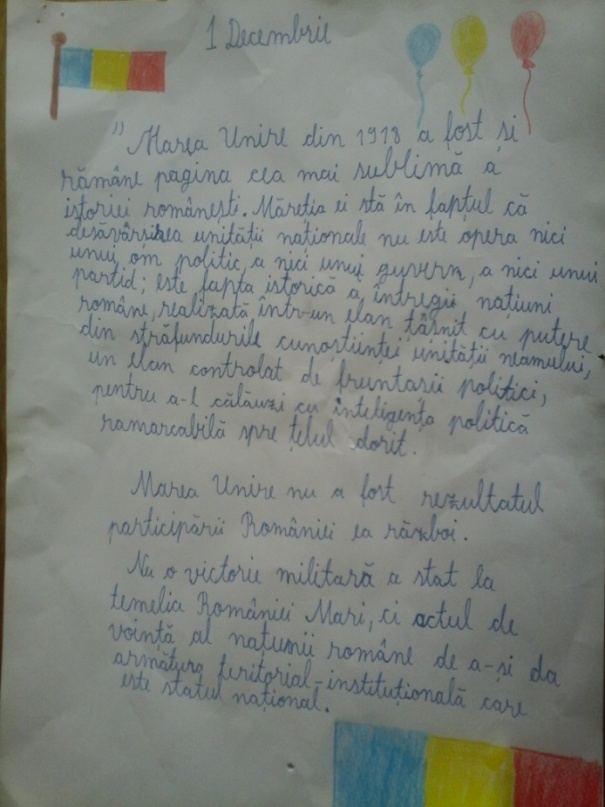 1 Decembrie
" Marea Unire din 1918 a fost și
rămâne pagina cea mai sublimă a
istoriei românești. Măreția ei stă în faptul că
desăvârșirea unității naționale nu este opera nici
unui om politic, a nici unui guvern, a nici unui
partid; este fapta istorică a întregii natiuni
române, realizată într-un elan țâșnit cu putere
din străfundurile cunostiinței unității neamului,
un elan controlat de fruntarii politici,
pentru a-l călăuzi cu inteligența politică
ramarcabilă spre țelul dorit.
Marea Unire nu a fost rezultatul
participării României la război.
Nu o victorie militară a stat la
temelia României Mari, ci actul de
voință al națiunii române de a-și da
armătura teritorial-instituțională care
este statul național.